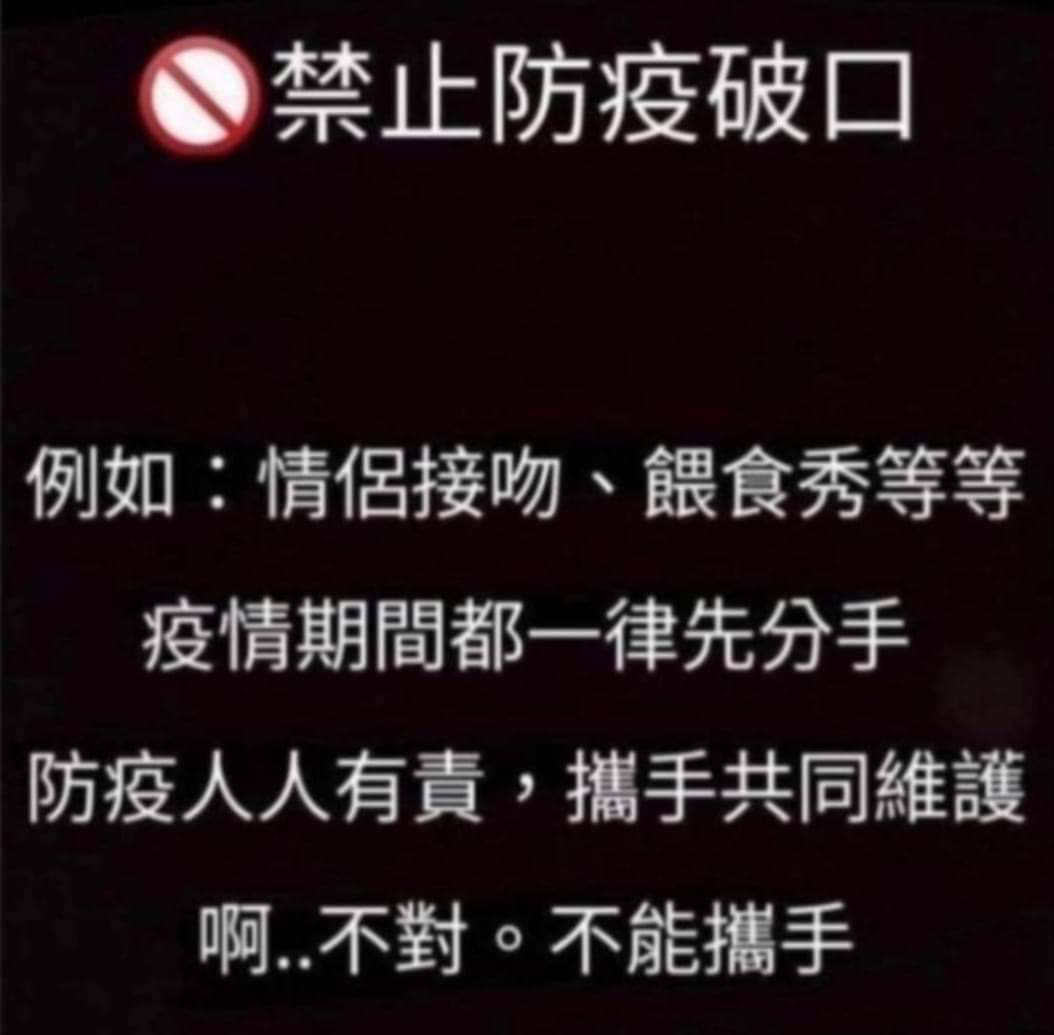 🚫禁止防疫破口
例如：情侶接吻、餵食秀等等
疫情期間都一律先分手
防疫人人有責，攜手共同維護
啊..不對。不能攜手